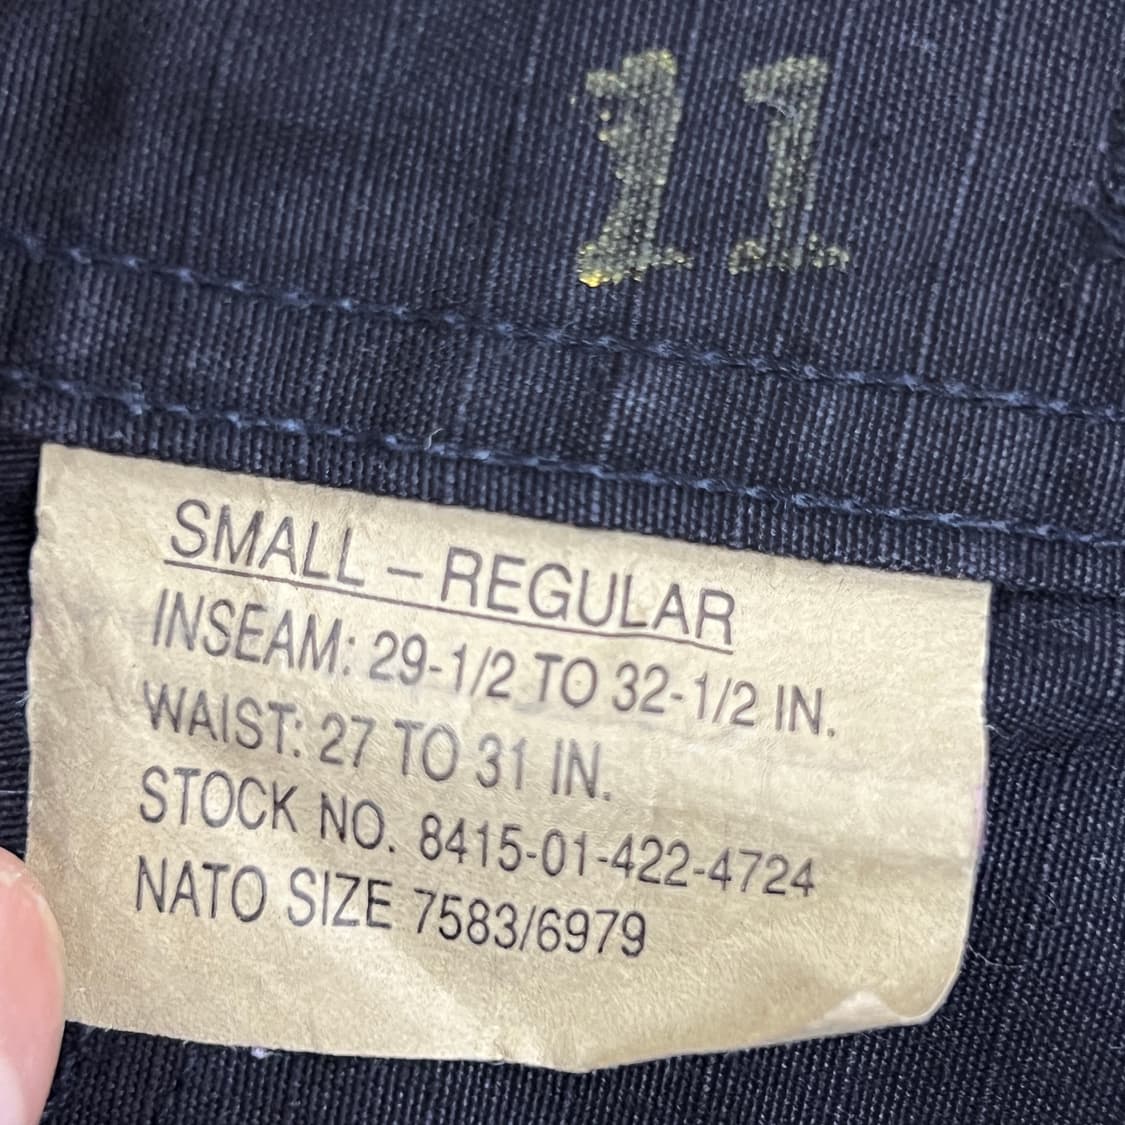 11
SMALL – REGULAR
INSEAM: 29-1/2 TO 32-1/2 IN.
WAIST: 27 TO 31 IN.
STOCK NO. 8415-01-422-4724
NATO SIZE 7583/6979